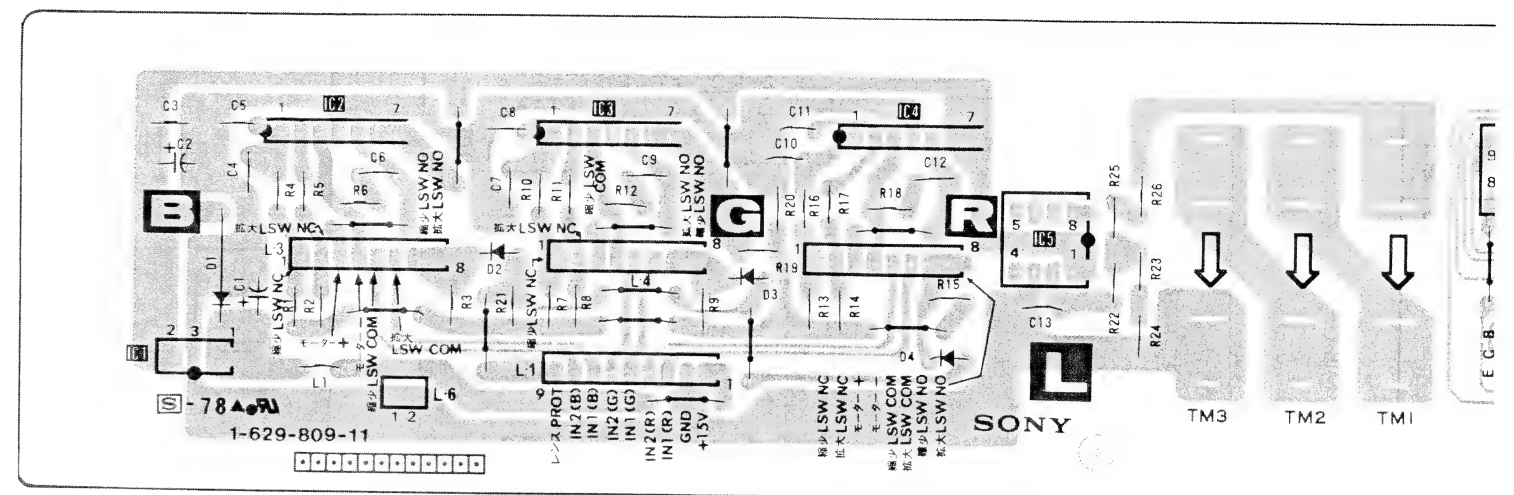 C3
C5
1
IC2
7
C8
1
IC3
7
C11
1
IC4
7
C2
+
C4
C6
縮少LSW NO
拡大LSW NO
C7
縮少LSW
COM
C9
拡大LSW NO
縮少LSW NO
C10
C12
R4
R5
R6
R10
R11
R12
R20
R16
R17
R18
R25
R26
9
8
B
G
R
5
8
IC5
4
1
拡大LSW NC
L-3
1
8
D2
拡大LSW NC
1
8
L-4
1
8
D1
C1
+
縮少LSW NC
R1
R2
R3
R21
縮少LSW NC
R7
R8
R9
D3
R19
R13
R14
R15
C13
R22
R23
R24
2
3
1
IC1
モーター +
縮少LSW COM
拡大
LSW COM
L1
L-6
1 2
L-1
9
1
D4
L
E C B
S -78
1-629-809-11
レンズPROT
IN2 (B)
IN1 (B)
IN2 (G)
IN1 (G)
IN2 (R)
IN1 (R)
GND
+15V
縮少LSW NC
拡大LSW NC
モーター +
モーター −
縮少LSW COM
拡大LSW COM
縮少LSW NO
拡大LSW NO
SONY
TM3
TM2
TM1